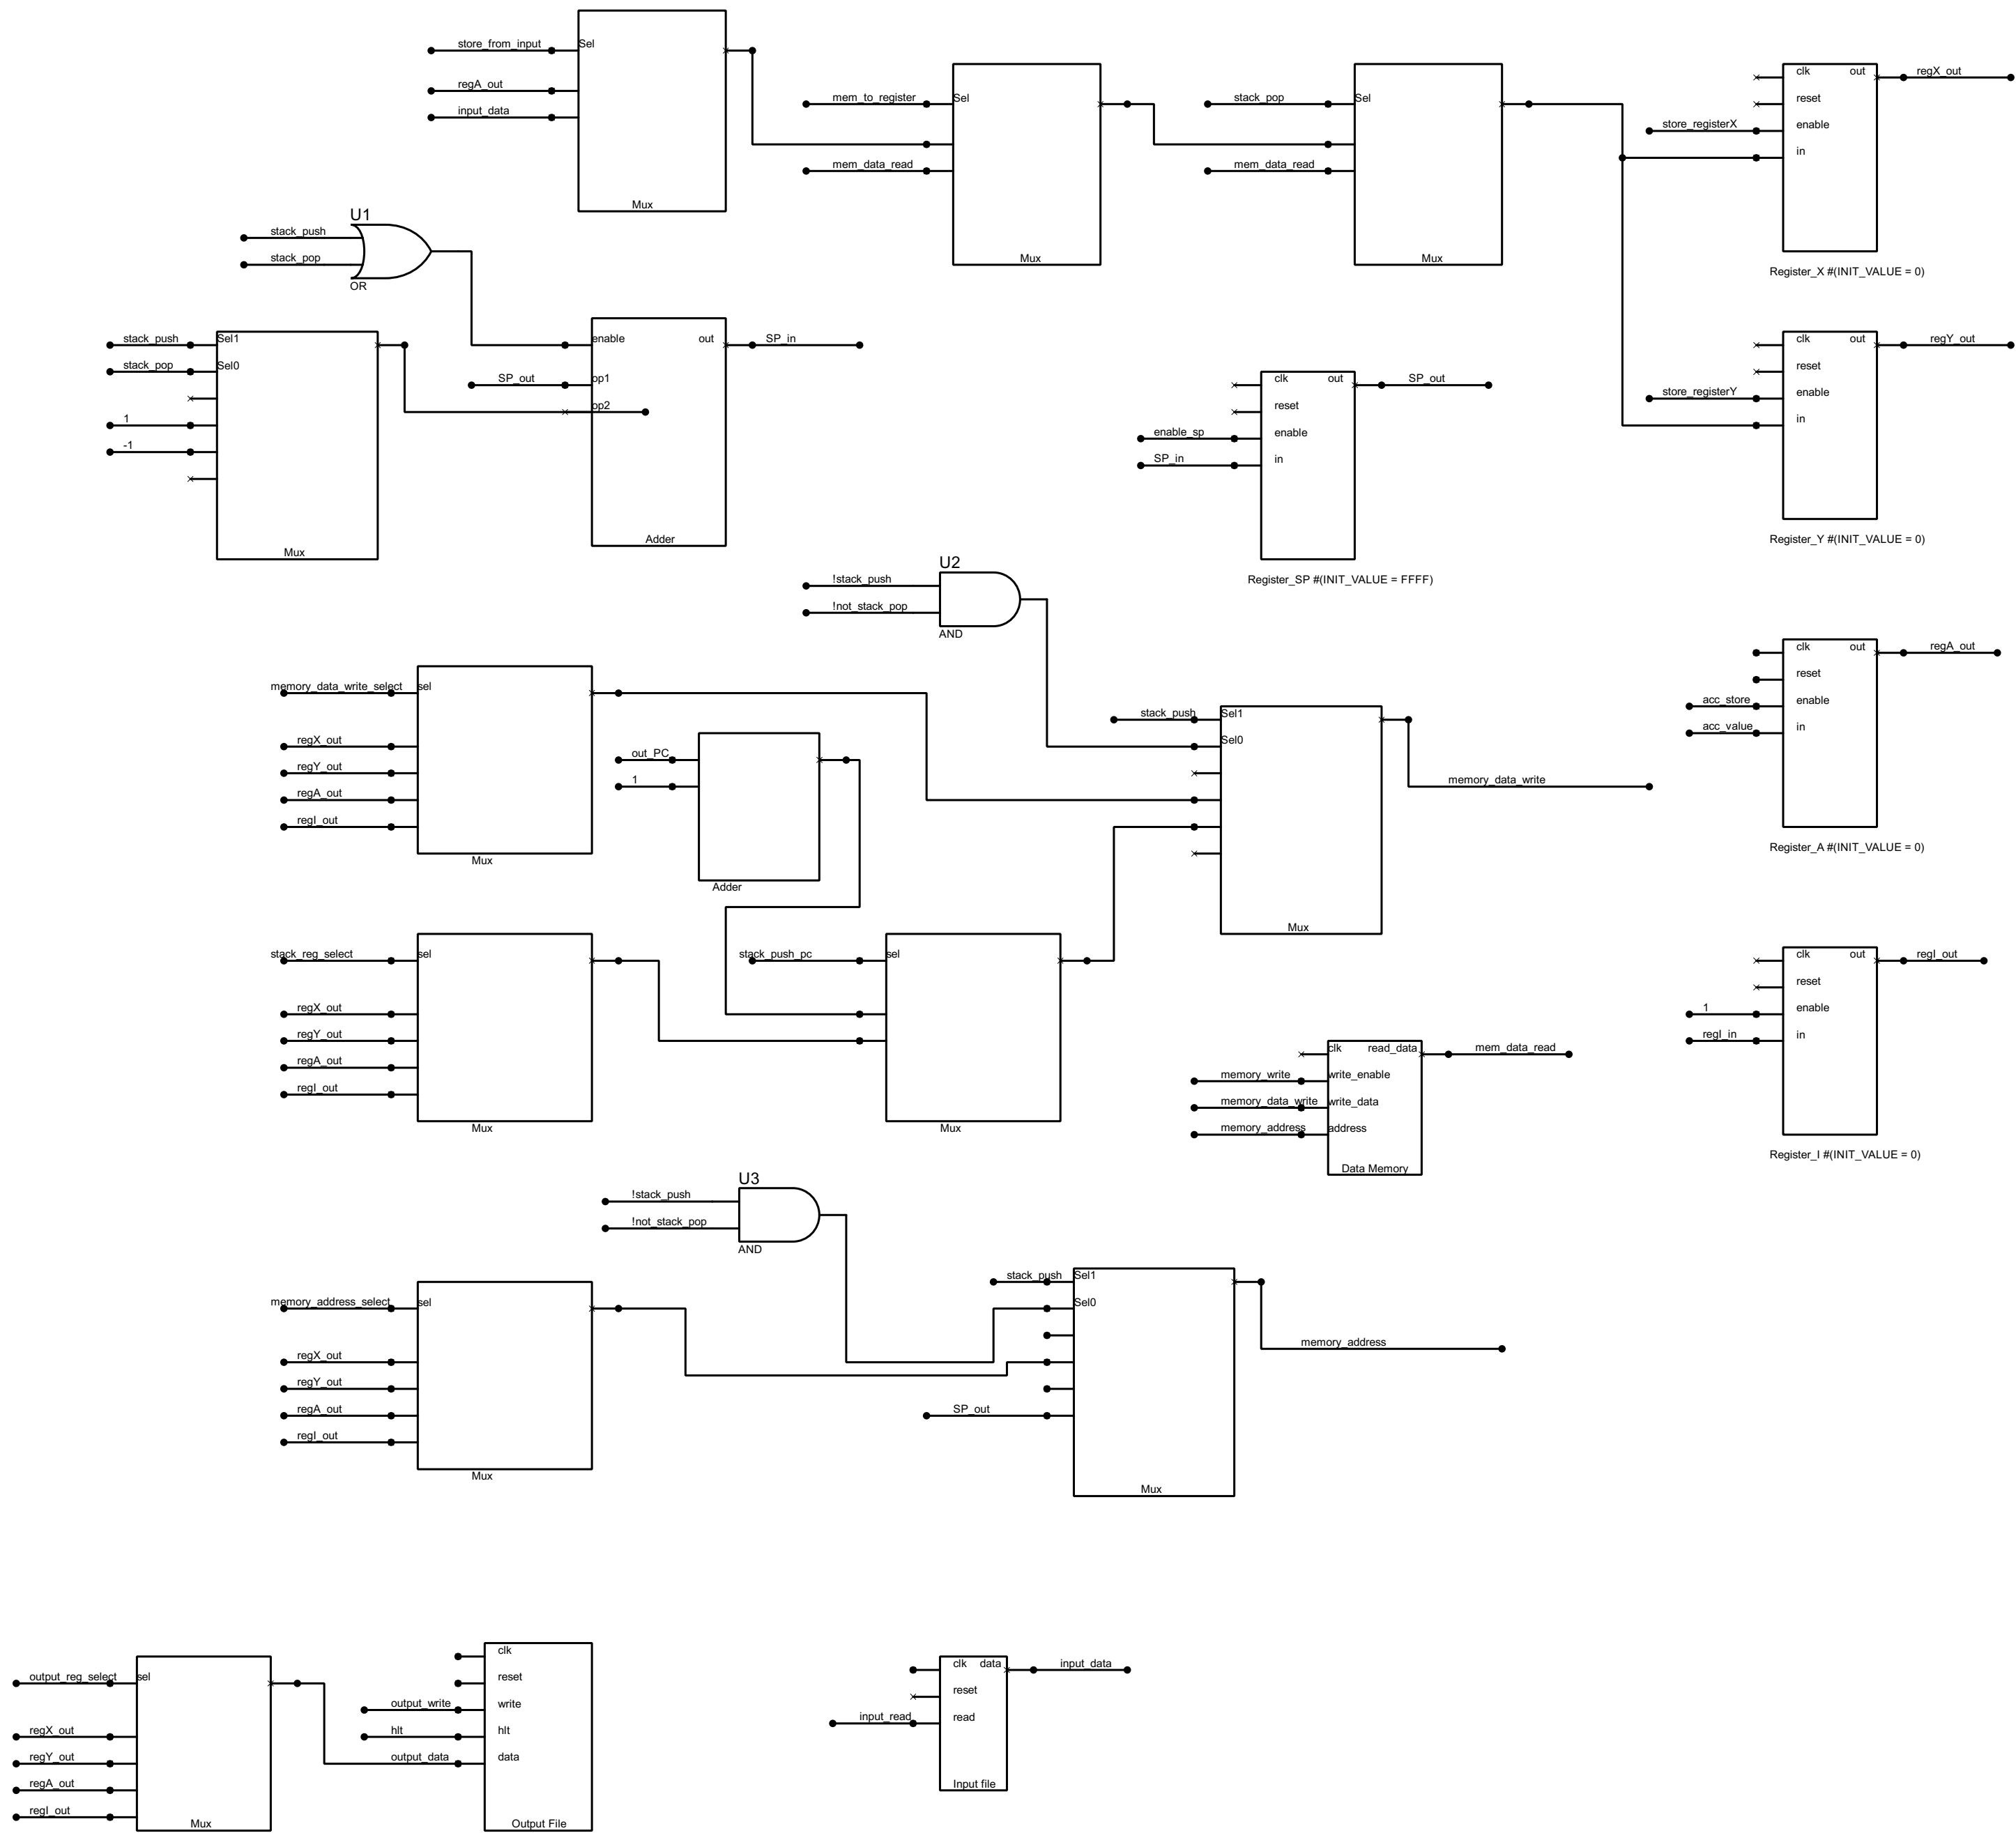 store_from_input
Sel
regA_out
input_data
Mux
mem_to_register
Sel
mem_data_read
Mux
stack_pop
Sel
mem_data_read
Mux
clk
out
regX_out
reset
store_registerX
enable
in
Register_X #(INIT_VALUE = 0)
U1
stack_push
stack_pop
OR
stack_push
Sel1
stack_pop
Sel0
1
-1
Mux
enable
out
SP_in
SP_out
op1
op2
Adder
clk
out
SP_out
reset
enable_sp
enable
SP_in
in
Register_SP #(INIT_VALUE = FFFF)
clk
out
regY_out
reset
store_registerY
enable
in
Register_Y #(INIT_VALUE = 0)
U2
!stack_push
!not_stack_pop
AND
memory_data_write_select
sel
regX_out
regY_out
regA_out
regI_out
Mux
out_PC
1
Adder
stack_push
Sel1
Sel0
memory_data_write
Mux
clk
out
regA_out
reset
acc_store
enable
acc_value
in
Register_A #(INIT_VALUE = 0)
stack_reg_select
sel
regX_out
regY_out
regA_out
regI_out
Mux
stack_push_pc
sel
Mux
clk
read_data
mem_data_read
memory_write
write_enable
memory_data_write
write_data
memory_address
address
Data Memory
clk
out
regI_out
reset
1
enable
regI_in
in
Register_I #(INIT_VALUE = 0)
U3
!stack_push
!not_stack_pop
AND
memory_address_select
sel
regX_out
regY_out
regA_out
regI_out
Mux
stack_push
Sel1
Sel0
SP_out
memory_address
Mux
output_reg_select
sel
regX_out
regY_out
regA_out
regI_out
Mux
clk
reset
output_write
write
hlt
hlt
output_data
data
Output File
clk
data
input_data
reset
input_read
read
Input file